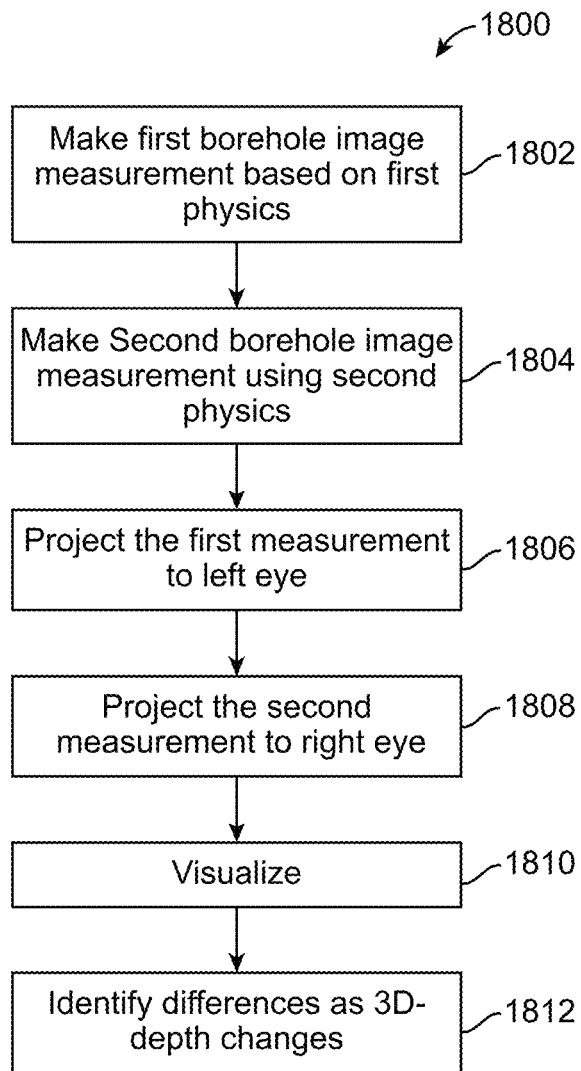 1800
Make first borehole image
measurement based on first
physics
1802
Make Second borehole image
measurement using second
physics
1804
Project the first measurement
to left eye
1806
Project the second
measurement to right eye
1808
Visualize
1810
Identify differences as 3D-
depth changes
1812